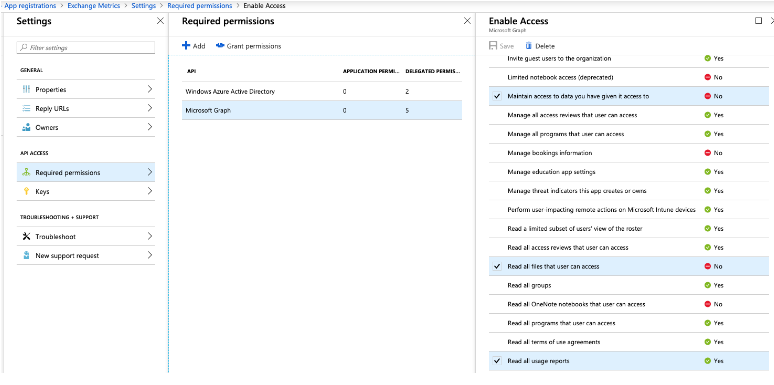 App registrations > Exchange Metrics > Settings > Required permissions > Enable Access
Settings
Filter settings
GENERAL
Properties
Reply URLs
Owners
API ACCESS
Required permissions
Keys
TROUBLESHOOTING + SUPPORT
Troubleshoot
New support request
Required permissions
Add Grant permissions
API APPLICATION PERMI... DELEGATED PERMIS...
Windows Azure Active Directory 0 2
Microsoft Graph 0 5
Enable Access
Microsoft Graph
Save Delete
Invite guest users to the organization Yes
Limited notebook access (deprecated) No
Maintain access to data you have given it access to No
Manage all access reviews that user can access Yes
Manage all programs that user can access Yes
Manage bookings information No
Manage education app settings Yes
Manage threat indicators this app creates or owns Yes
Perform user-impacting remote actions on Microsoft Intune devices Yes
Read a limited subset of users' view of the roster Yes
Read all access reviews that user can access Yes
Read all files that user can access No
Read all groups Yes
Read all OneNote notebooks that user can access No
Read all programs that user can access Yes
Read all terms of use agreements Yes
Read all usage reports Yes